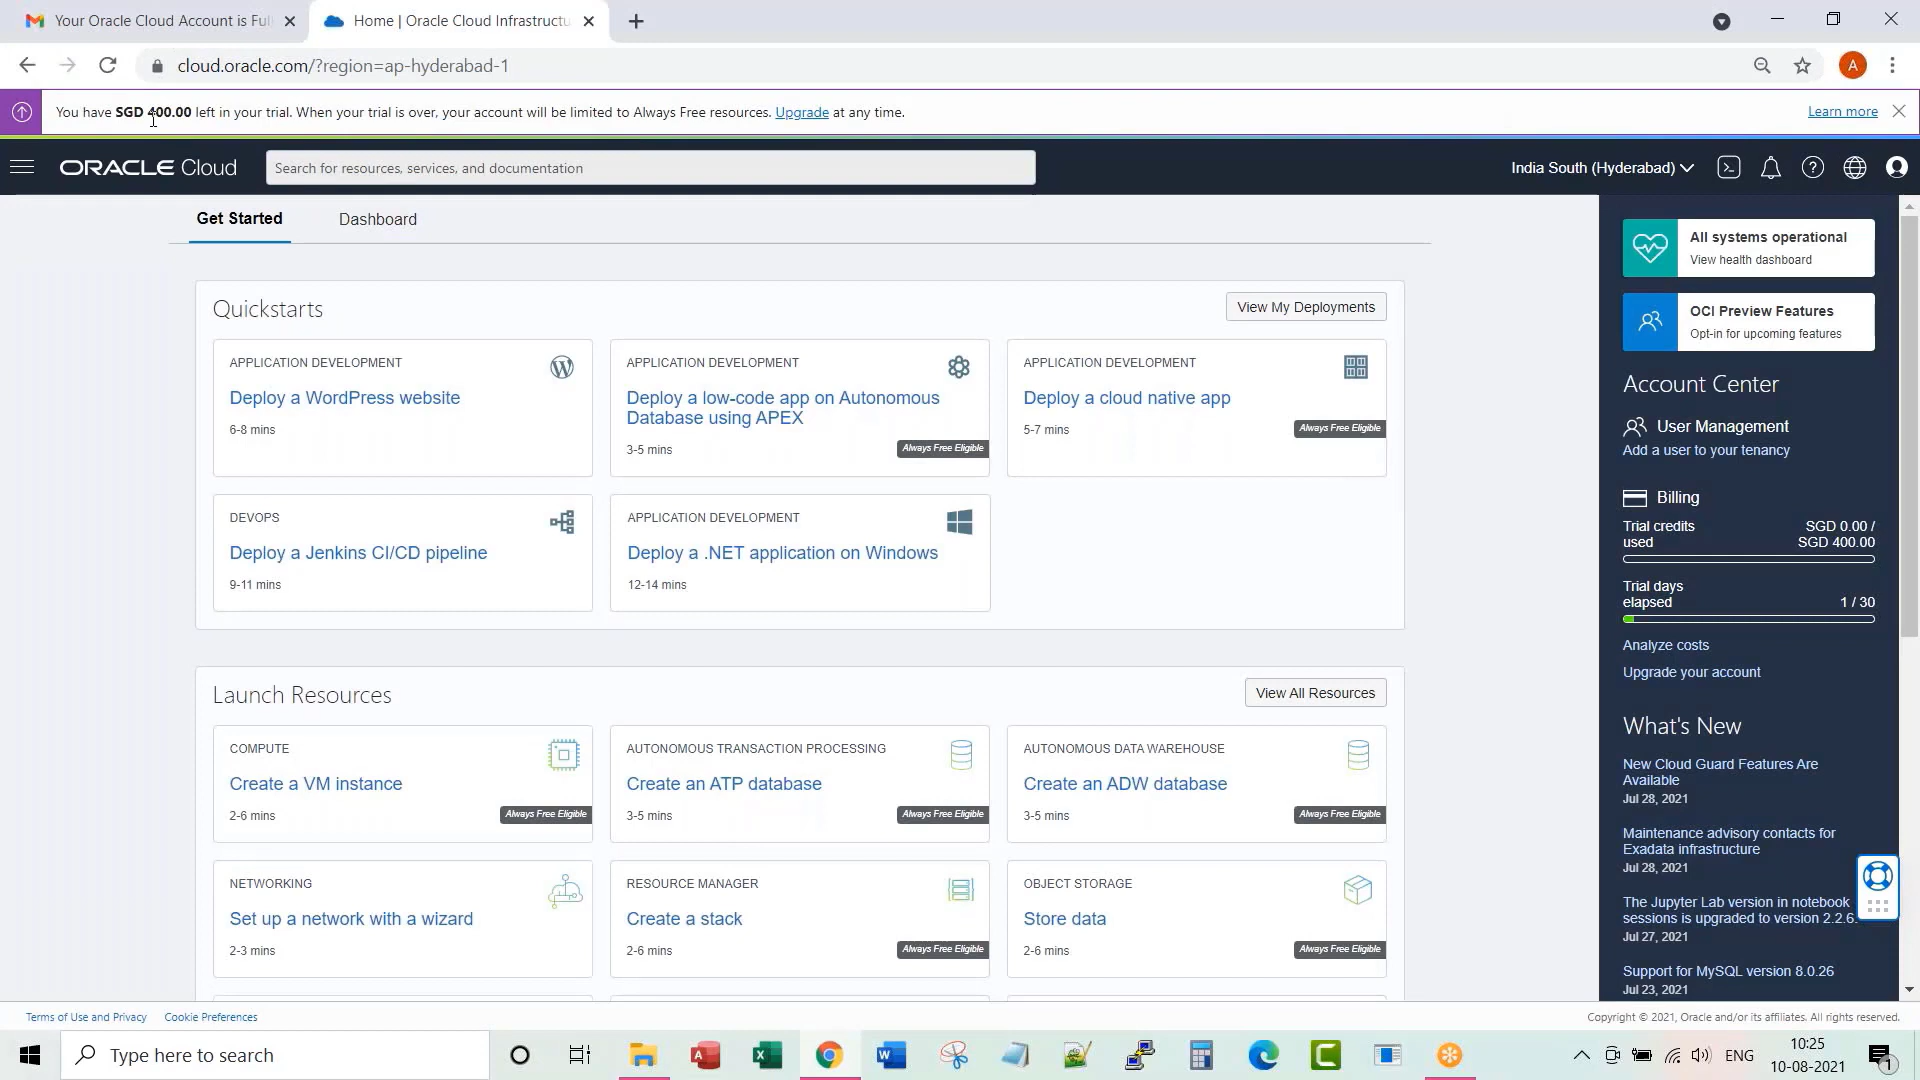 Your Oracle Cloud Account is Ful
Home | Oracle Cloud Infrastructu
cloud.oracle.com/?region=ap-hyderabad-1
A
You have SGD 400.00 left in your trial. When your trial is over, your account will be limited to Always Free resources. Upgrade at any time.
Learn more
ORACLE Cloud
Search for resources, services, and documentation
India South (Hyderabad)
Get Started
Dashboard
Quickstarts
View My Deployments
APPLICATION DEVELOPMENT
Deploy a WordPress website
6-8 mins
APPLICATION DEVELOPMENT
Deploy a low-code app on Autonomous
Database using APEX
3-5 mins
Always Free Eligible
APPLICATION DEVELOPMENT
Deploy a cloud native app
5-7 mins
Always Free Eligible
DEVOPS
Deploy a Jenkins CI/CD pipeline
9-11 mins
APPLICATION DEVELOPMENT
Deploy a .NET application on Windows
12-14 mins
Launch Resources
View All Resources
COMPUTE
Create a VM instance
2-6 mins
Always Free Eligible
AUTONOMOUS TRANSACTION PROCESSING
Create an ATP database
3-5 mins
Always Free Eligible
AUTONOMOUS DATA WAREHOUSE
Create an ADW database
3-5 mins
Always Free Eligible
NETWORKING
Set up a network with a wizard
2-3 mins
RESOURCE MANAGER
Create a stack
2-6 mins
Always Free Eligible
OBJECT STORAGE
Store data
2-6 mins
Always Free Eligible
All systems operational
View health dashboard
OCI Preview Features
Opt-in for upcoming features
Account Center
User Management
Add a user to your tenancy
Billing
Trial credits SGD 0.00 /
used SGD 400.00
Trial days
elapsed 1 / 30
Analyze costs
Upgrade your account
What's New
New Cloud Guard Features Are
Available
Jul 28, 2021
Maintenance advisory contacts for
Exadata infrastructure
Jul 28, 2021
The Jupyter Lab version in notebook
sessions is upgraded to version 2.2.6.
Jul 27, 2021
Support for MySQL version 8.0.26
Jul 23, 2021
Terms of Use and Privacy
Cookie Preferences
Copyright © 2021, Oracle and/or its affiliates. All rights reserved.
Type here to search
ENG
10:25
10-08-2021
1